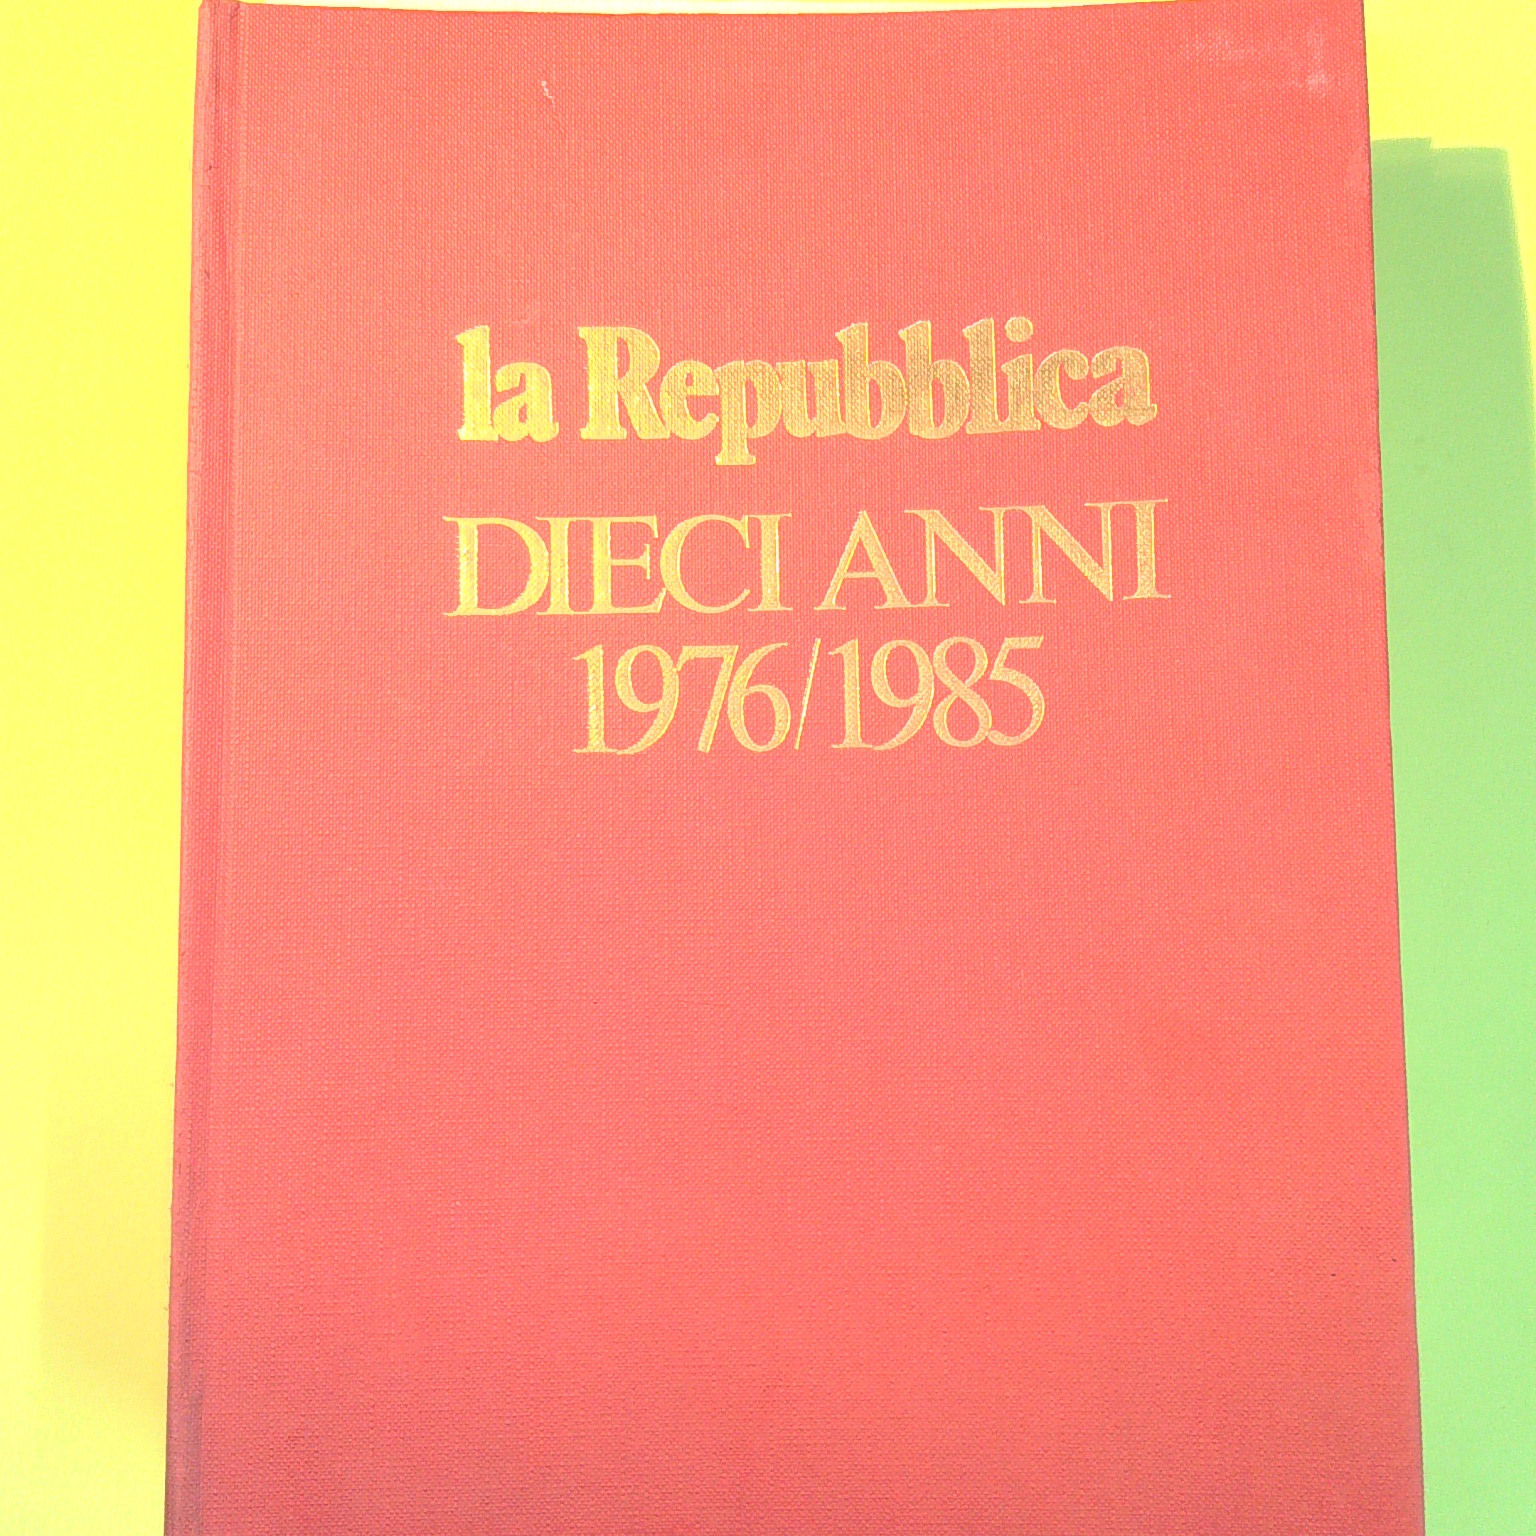 la Repubblica
DIECI ANNI
1976/1985